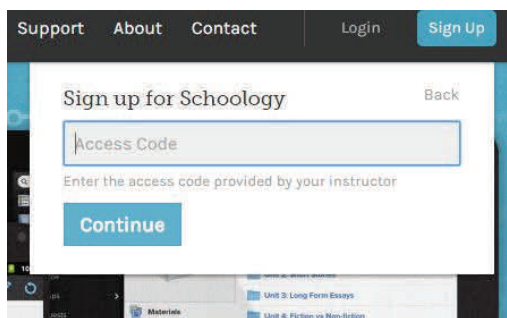 Support About Contact Login Sign Up
Sign up for Schoology Back
Access Code
Enter the access code provided by your instructor
Continue
Unit 3: Long Form Essays
Materials
Unit 4: Fiction vs Non-fiction